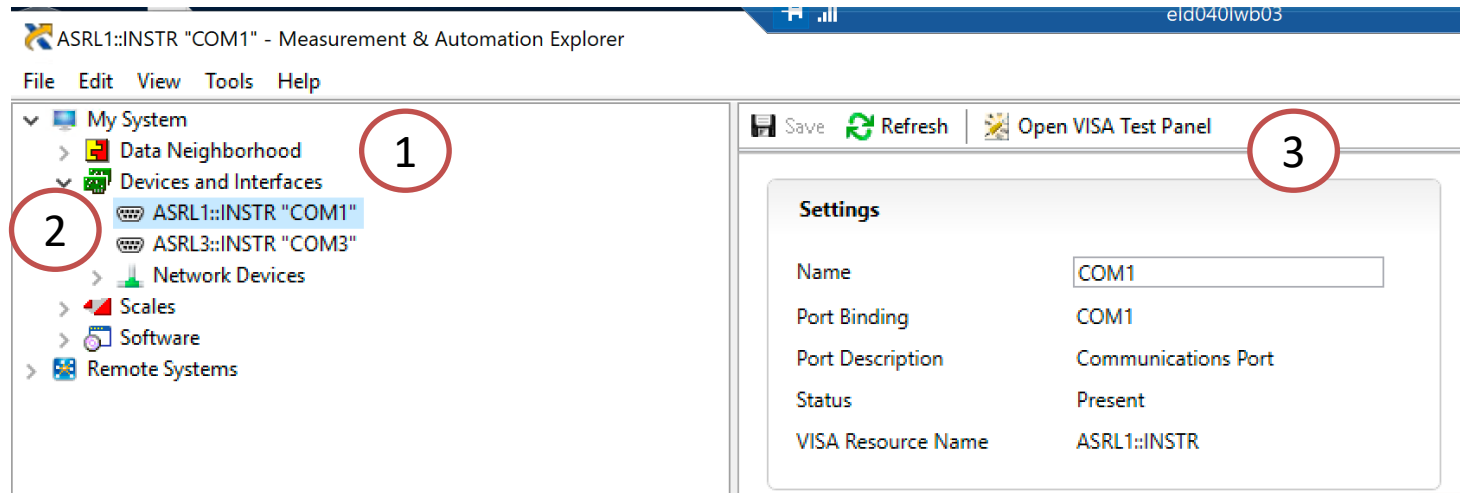 eld040lwb03
ASRL1::INSTR "COM1" - Measurement & Automation Explorer
File Edit View Tools Help
My System
Data Neighborhood
Devices and Interfaces
ASRL1::INSTR "COM1"
ASRL3::INSTR "COM3"
Network Devices
Scales
Software
Remote Systems
1
2
Save Refresh Open VISA Test Panel
3
Settings
Name COM1
Port Binding COM1
Port Description Communications Port
Status Present
VISA Resource Name ASRL1::INSTR